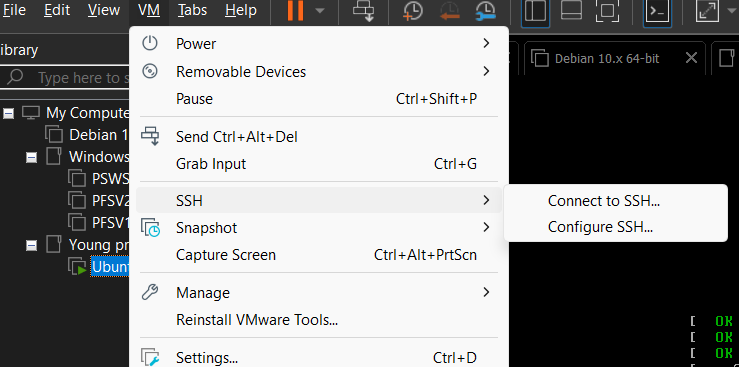 File Edit View VM Tabs Help
Library
Type here to s
Debian 10.x 64-bit
My Compute
Debian 1
Windows
PSWS
PFSV2
PFSV1
Young pr
Ubunt
Power
Removable Devices
Pause Ctrl+Shift+P
Send Ctrl+Alt+Del
Grab Input Ctrl+G
SSH
Connect to SSH...
Configure SSH...
Snapshot
Capture Screen Ctrl+Alt+PrtScn
Manage
Reinstall VMware Tools...
Settings... Ctrl+D
[ OK
[ OK
[ OK